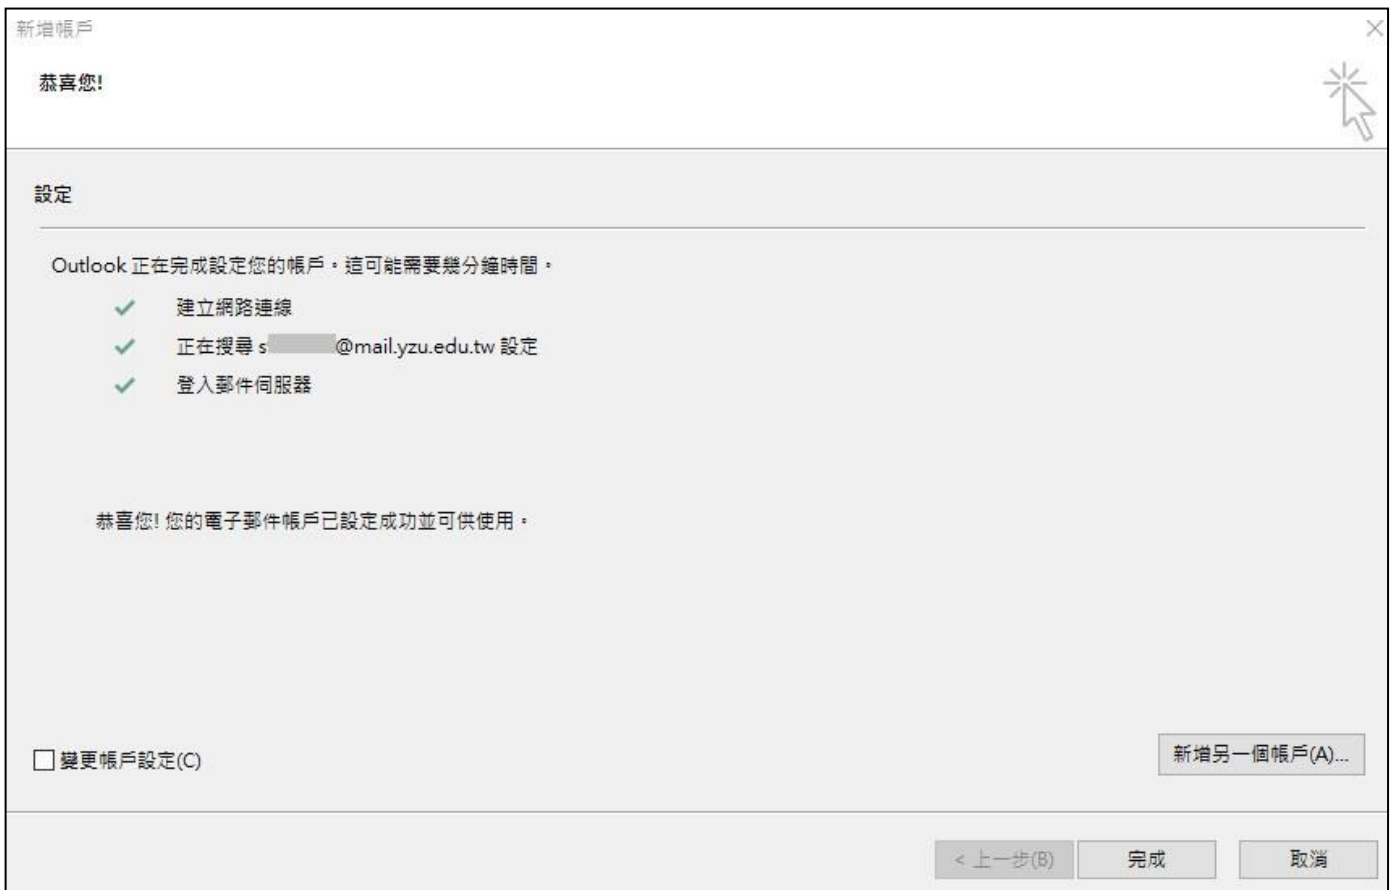 新增帳戶
恭喜您!
設定
Outlook 正在完成設定您的帳戶。這可能需要幾分鐘時間。
建立網路連線
正在搜尋 s @mail.yzu.edu.tw 設定
登入郵件伺服器
恭喜您! 您的電子郵件帳戶已設定成功並可供使用。
變更帳戶設定(C)
新增另一個帳戶(A)...
< 上一步(B)
完成
取消